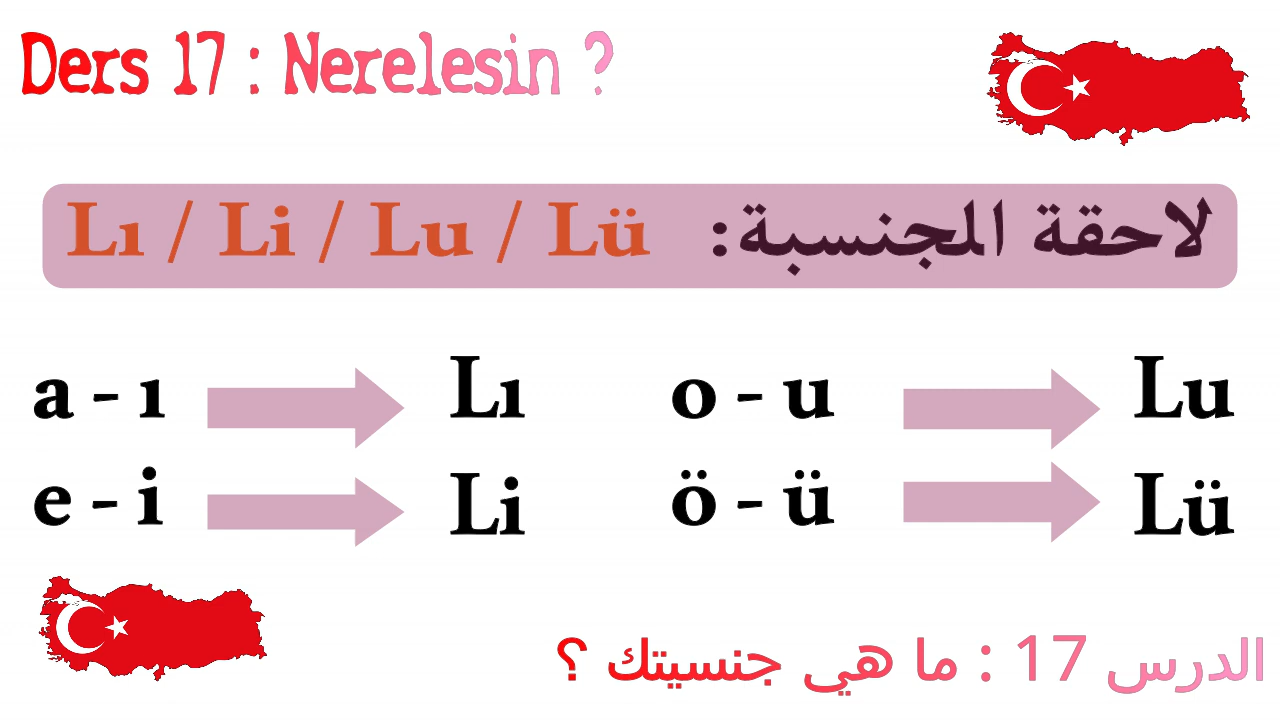 Ders 17 : Nerelesin ?
لاحقة المجنسبة: Lı / Li / Lu / Lü
a - ı Lı o - u Lu
e - i Li ö - ü Lü
الدرس 17 : ما هي جنسيتك ؟